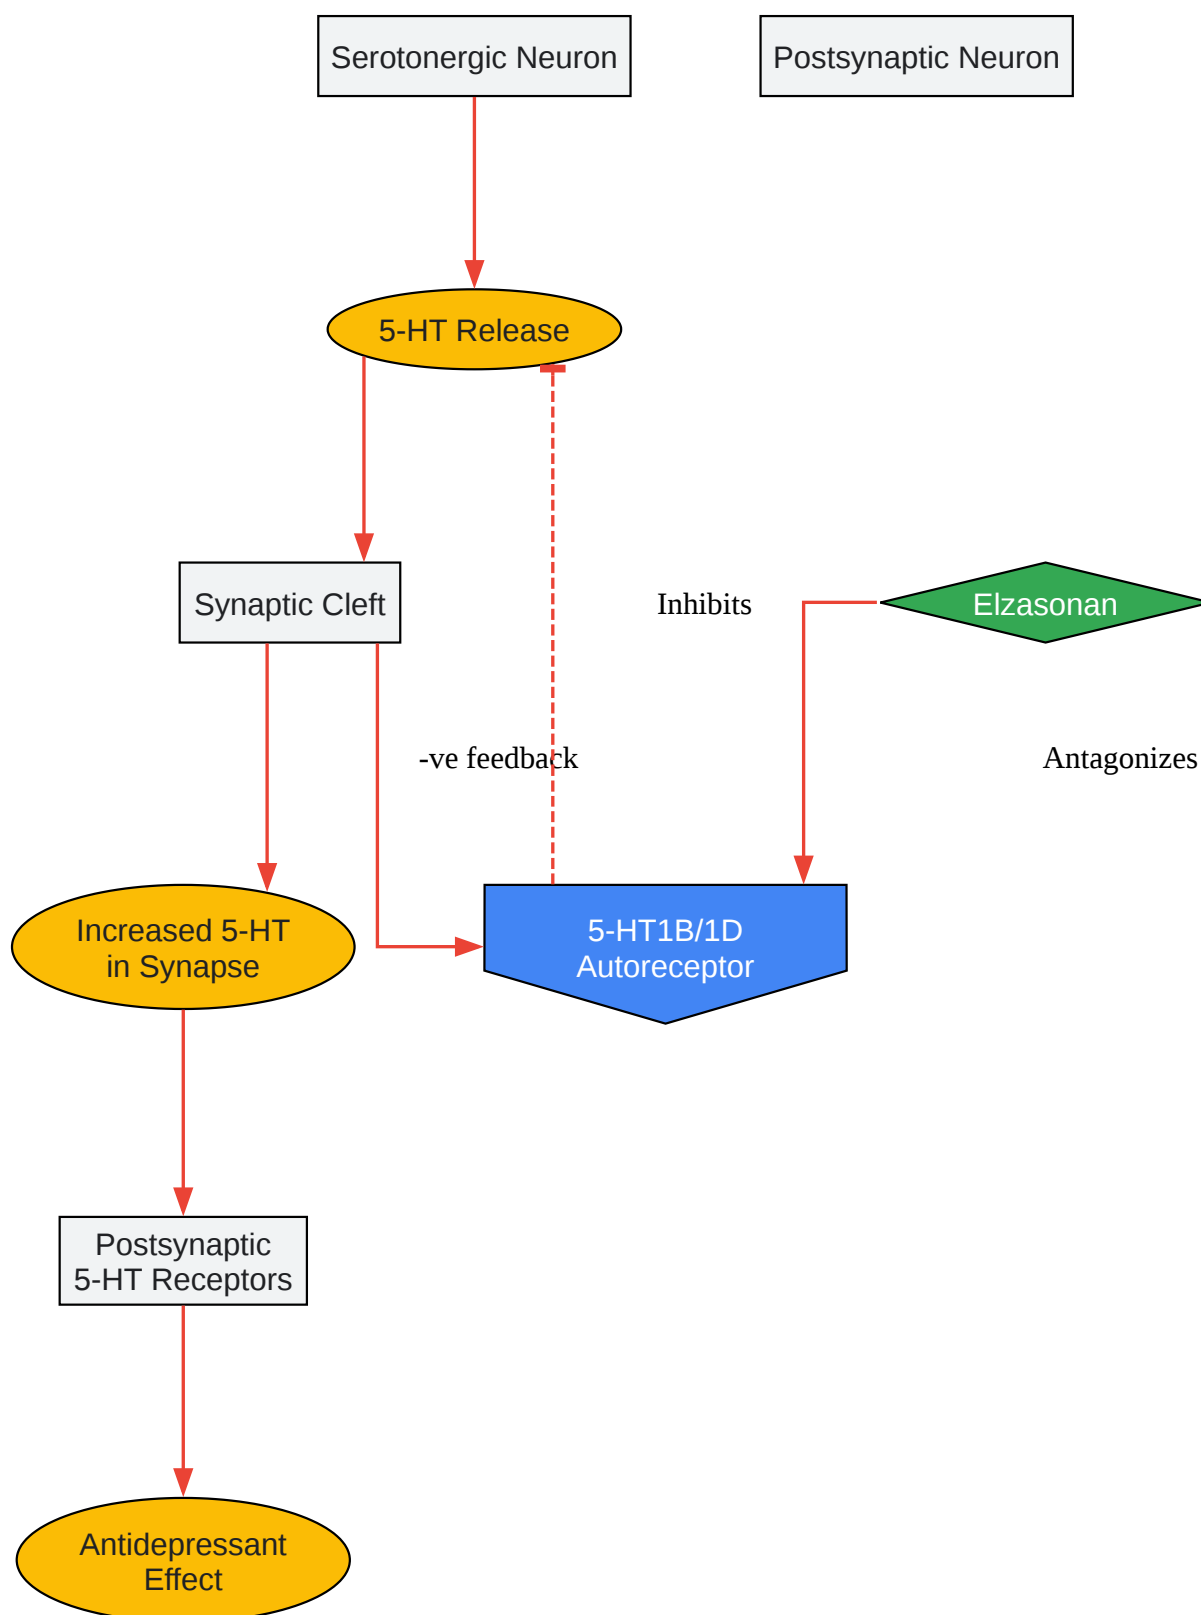 Serotonergic Neuron
Postsynaptic Neuron
5-HT Release
Synaptic Cleft
Inhibits
Elzasonan
-ve feedback
Antagonizes
Increased 5-HT
in Synapse
5-HT1B/1D
Autoreceptor
Postsynaptic
5-HT Receptors
Antidepressant
Effect